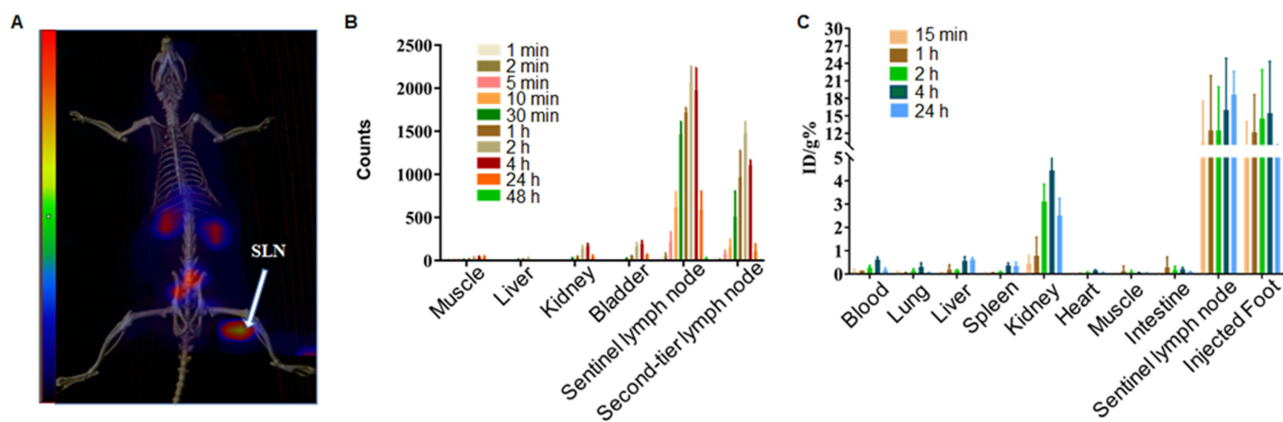 A
SLN
B
Counts
2500
2000
1500
1000
500
0
1 min
2 min
5 min
10 min
30 min
1 h
2 h
4 h
24 h
48 h
Muscle
Liver
Kidney
Bladder
Sentinel lymph node
Second-tier lymph node
C
ID/g%
30
27
24
21
18
15
12
5
4
3
2
1
0
15 min
1 h
2 h
4 h
24 h
Blood
Lung
Liver
Spleen
Kidney
Heart
Muscle
Intestine
Sentinel lymph node
Injected Foot